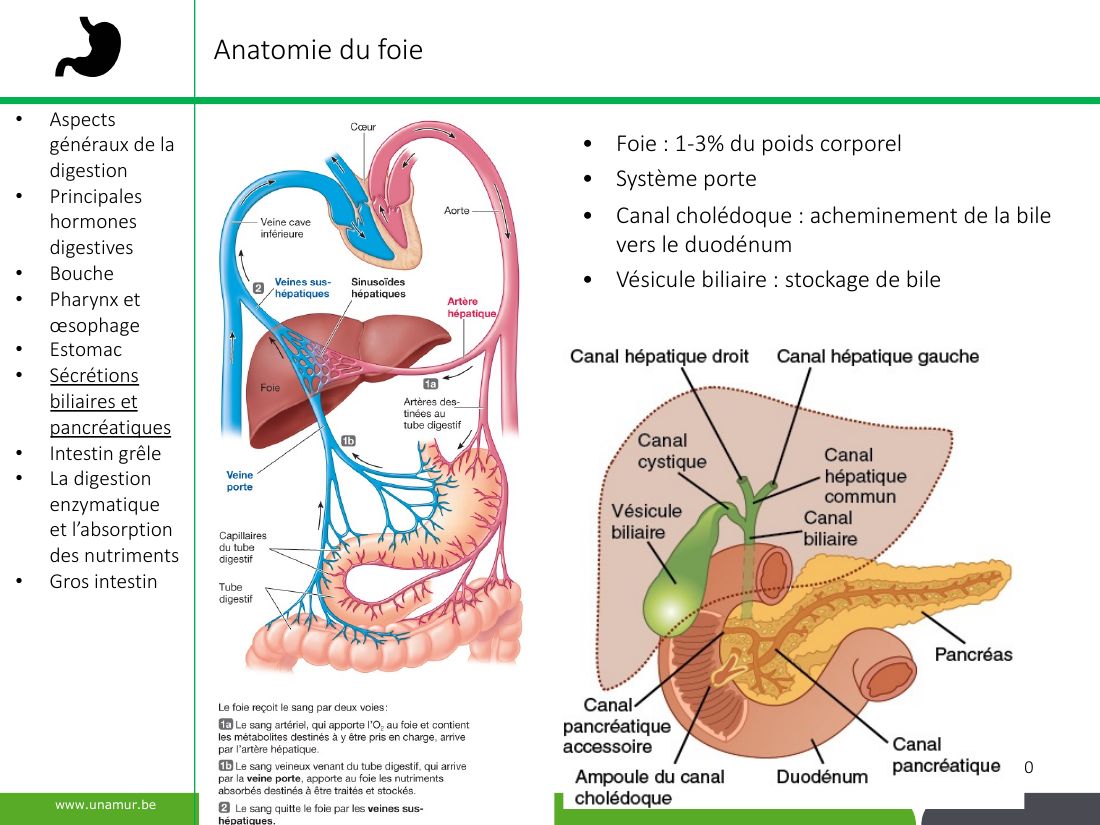 Anatomie du foie
• Aspects
généraux de la
digestion
• Principales
hormones
digestives
• Bouche
• Pharynx et
œsophage
• Estomac
• Sécrétions
biliaires et
pancréatiques
• Intestin grêle
• La digestion
enzymatique
et l’absorption
des nutriments
• Gros intestin
www.unamur.be
Cœur
Aorte
Veine cave
inférieure
2
Veines sus-
hépatiques
Sinusoïdes
hépatiques
Artère
hépatique
Foie
1a
Artères des-
tinées au
tube digestif
1b
Veine
porte
Capillaires
du tube
digestif
Tube
digestif
Le foie reçoit le sang par deux voies :
1a Le sang artériel, qui apporte l’O₂ au foie et contient
les métabolites destinés à y être pris en charge, arrive
par l’artère hépatique.
1b Le sang veineux venant du tube digestif, qui arrive
par la veine porte, apporte au foie les nutriments
absorbés destinés à être traités et stockés.
2 Le sang quitte le foie par les veines sus-
hépatiques.
• Foie : 1-3% du poids corporel
• Système porte
• Canal cholédoque : acheminement de la bile
vers le duodénum
• Vésicule biliaire : stockage de bile
Canal hépatique droit
Canal hépatique gauche
Canal
cystique
Canal
hépatique
commun
Vésicule
biliaire
Canal
biliaire
Pancréas
Canal
pancréatique
accessoire
Canal
pancréatique
Ampoule du canal
cholédoque
Duodénum
0